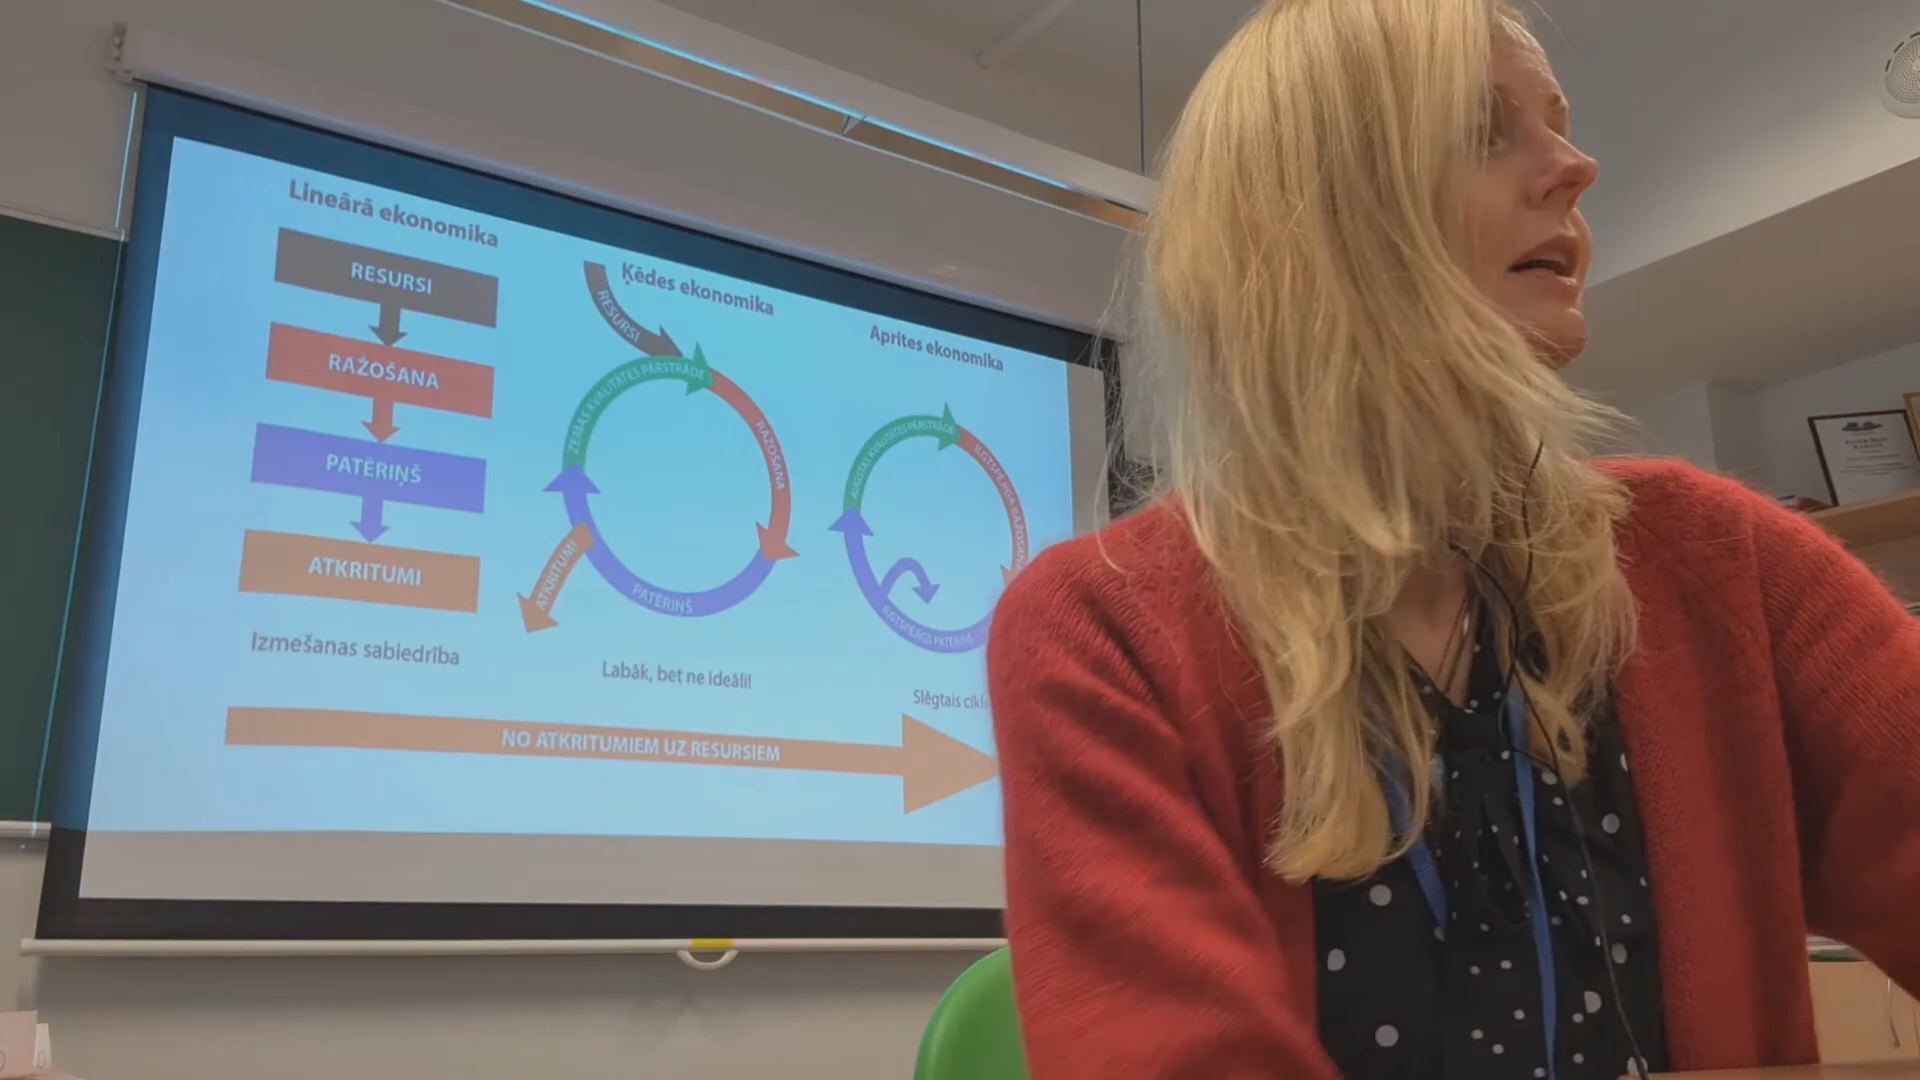 Lineārā ekonomika
RESURSI
RAŽOŠANA
PATĒRIŅŠ
ATKRITUMI
Izmešanas sabiedrība
Ķēdes ekonomika
RESURSI
ZEMAS KVALITĀTES PĀRSTRĀDE
RAŽOŠANA
PATĒRIŅŠ
ATKRITUMI
Labāk, bet ne ideāli!
Aprites ekonomika
AUGSTAS KVALITĀTES PĀRSTRĀDE
ILGTSPĒJĪGA RAŽOŠANA
ILGTSPĒJĪGS PATĒRIŅŠ
Slēgtais
NO ATKRITUMIEM UZ RESURSIEM